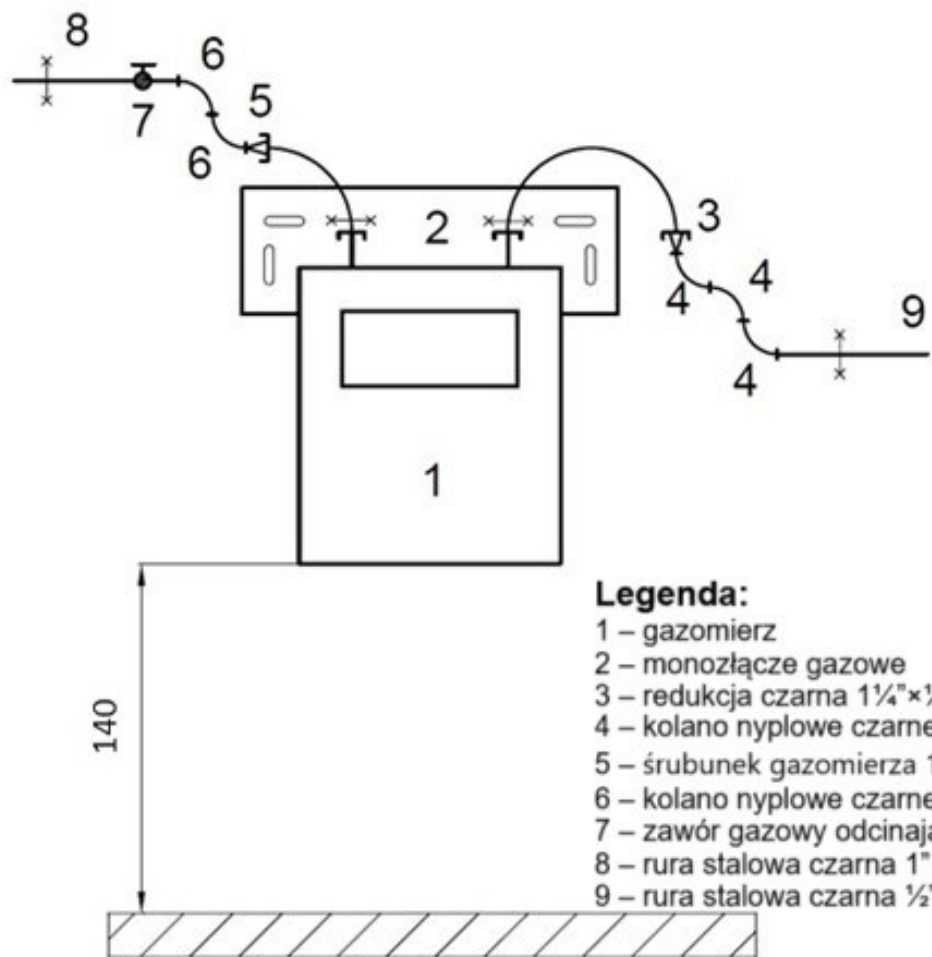 8
6
5
7
6
2
3
4
4
9
4
1
140
Legenda:
1 – gazomierz
2 – monozłącze gazowe
3 – redukcja czarna 1¼”×
4 – kolano nyplowe czarne
5 – śrubunek gazomierza
6 – kolano nyplowe czarne
7 – zawór gazowy
8 – rura stalowa czarna 1”
9 – rura stalowa czarna ½